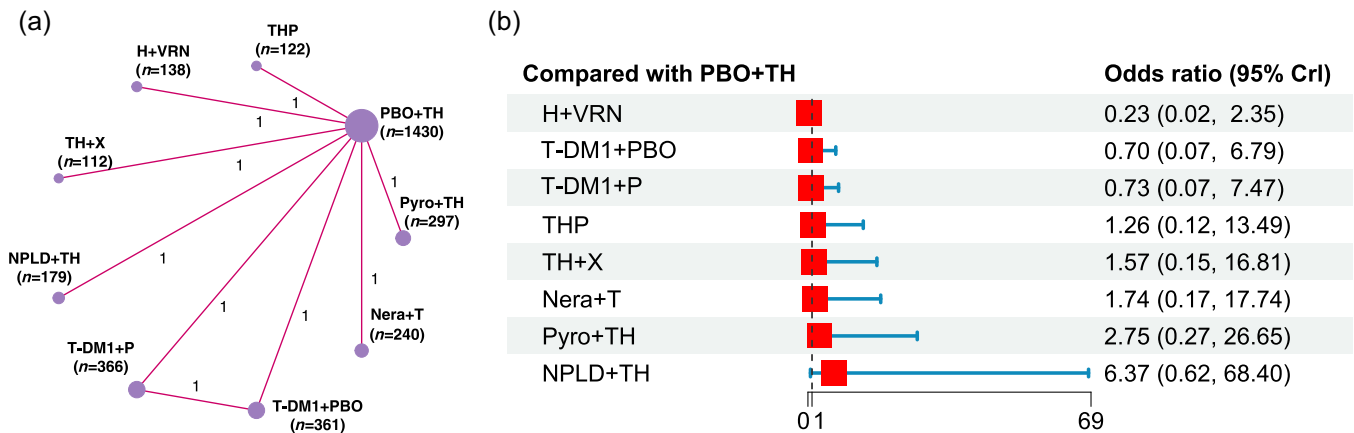 (a)
THP
(n=122)
H+VRN
(n=138)
1
PBO+TH
(n=1430)
1
TH+X
(n=112)
1
1
Pyro+TH
(n=297)
NPLD+TH
(n=179)
1
1
1
1
Nera+T
(n=240)
T-DM1+P
(n=366)
1
T-DM1+PBO
(n=361)
(b)
Compared with PBO+TH Odds ratio (95% CrI)
H+VRN 0.23 (0.02, 2.35)
T-DM1+PBO 0.70 (0.07, 6.79)
T-DM1+P 0.73 (0.07, 7.47)
THP 1.26 (0.12, 13.49)
TH+X 1.57 (0.15, 16.81)
Nera+T 1.74 (0.17, 17.74)
Pyro+TH 2.75 (0.27, 26.65)
NPLD+TH 6.37 (0.62, 68.40)
0 1 69